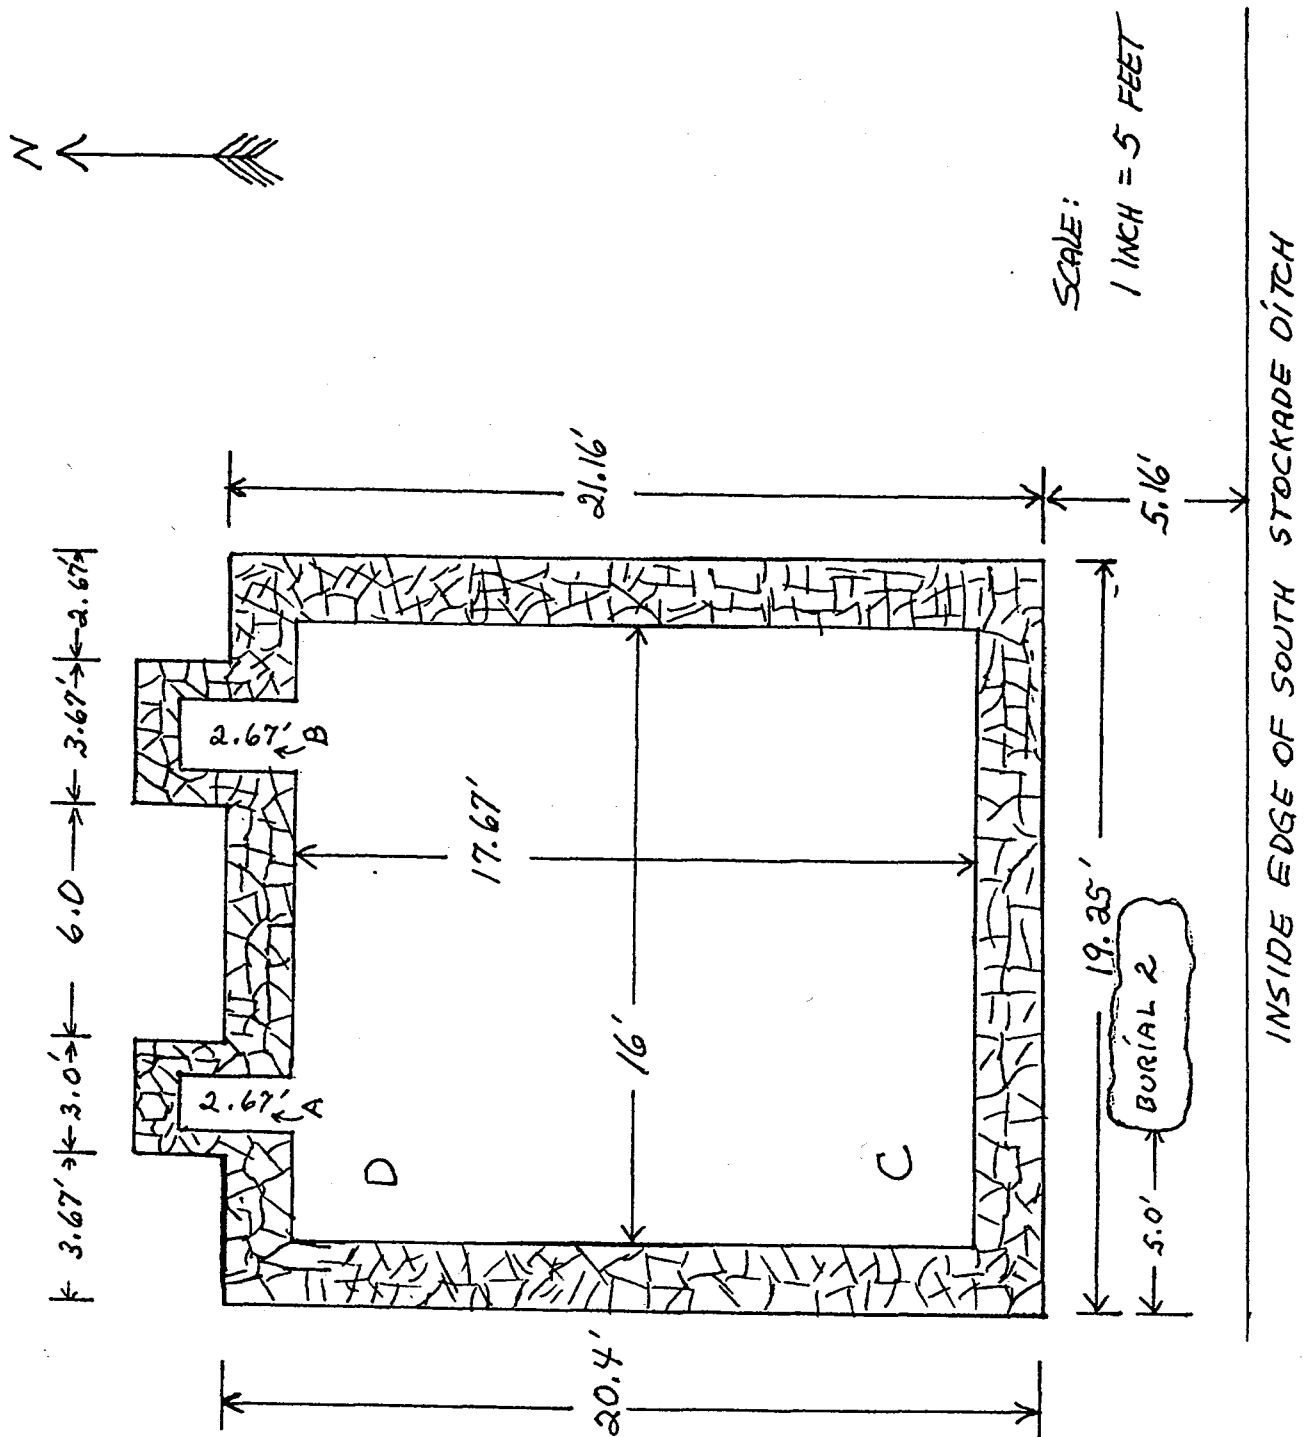 N
3.67'
3.0'
6.0
3.67'
2.67'
2.67'
A
2.67'
B
D
C
17.67'
16'
20.4'
21.16'
19.25'
5.16'
5.0'
BURIAL 2
SCALE:
1 INCH = 5 FEET
INSIDE EDGE OF SOUTH STOCKADE DITCH